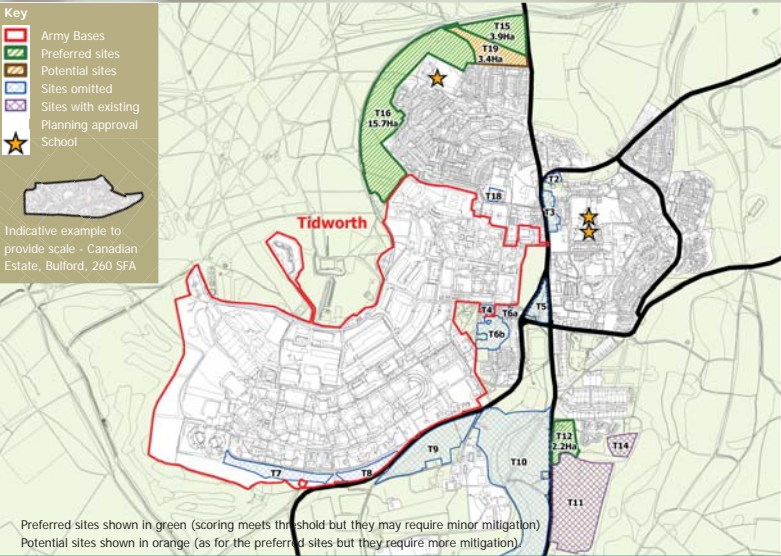 Key
Army Bases
Preferred sites
Potential sites
Sites omitted
Sites with existing
Planning approval
School
Indicative example to
provide scale - Canadian
Estate, Bulford, 260 SFA
T15
3.9Ha
T19
3.4Ha
T16
15.7Ha
T2
T18
T3
Tidworth
T4
T6a
T5
T6b
T12
2.2Ha
T14
T9
T10
T7
T8
T11
Preferred sites shown in green (scoring meets threshold but they may require minor mitigation)
Potential sites shown in orange (as for the preferred sites but they require more mitigation)